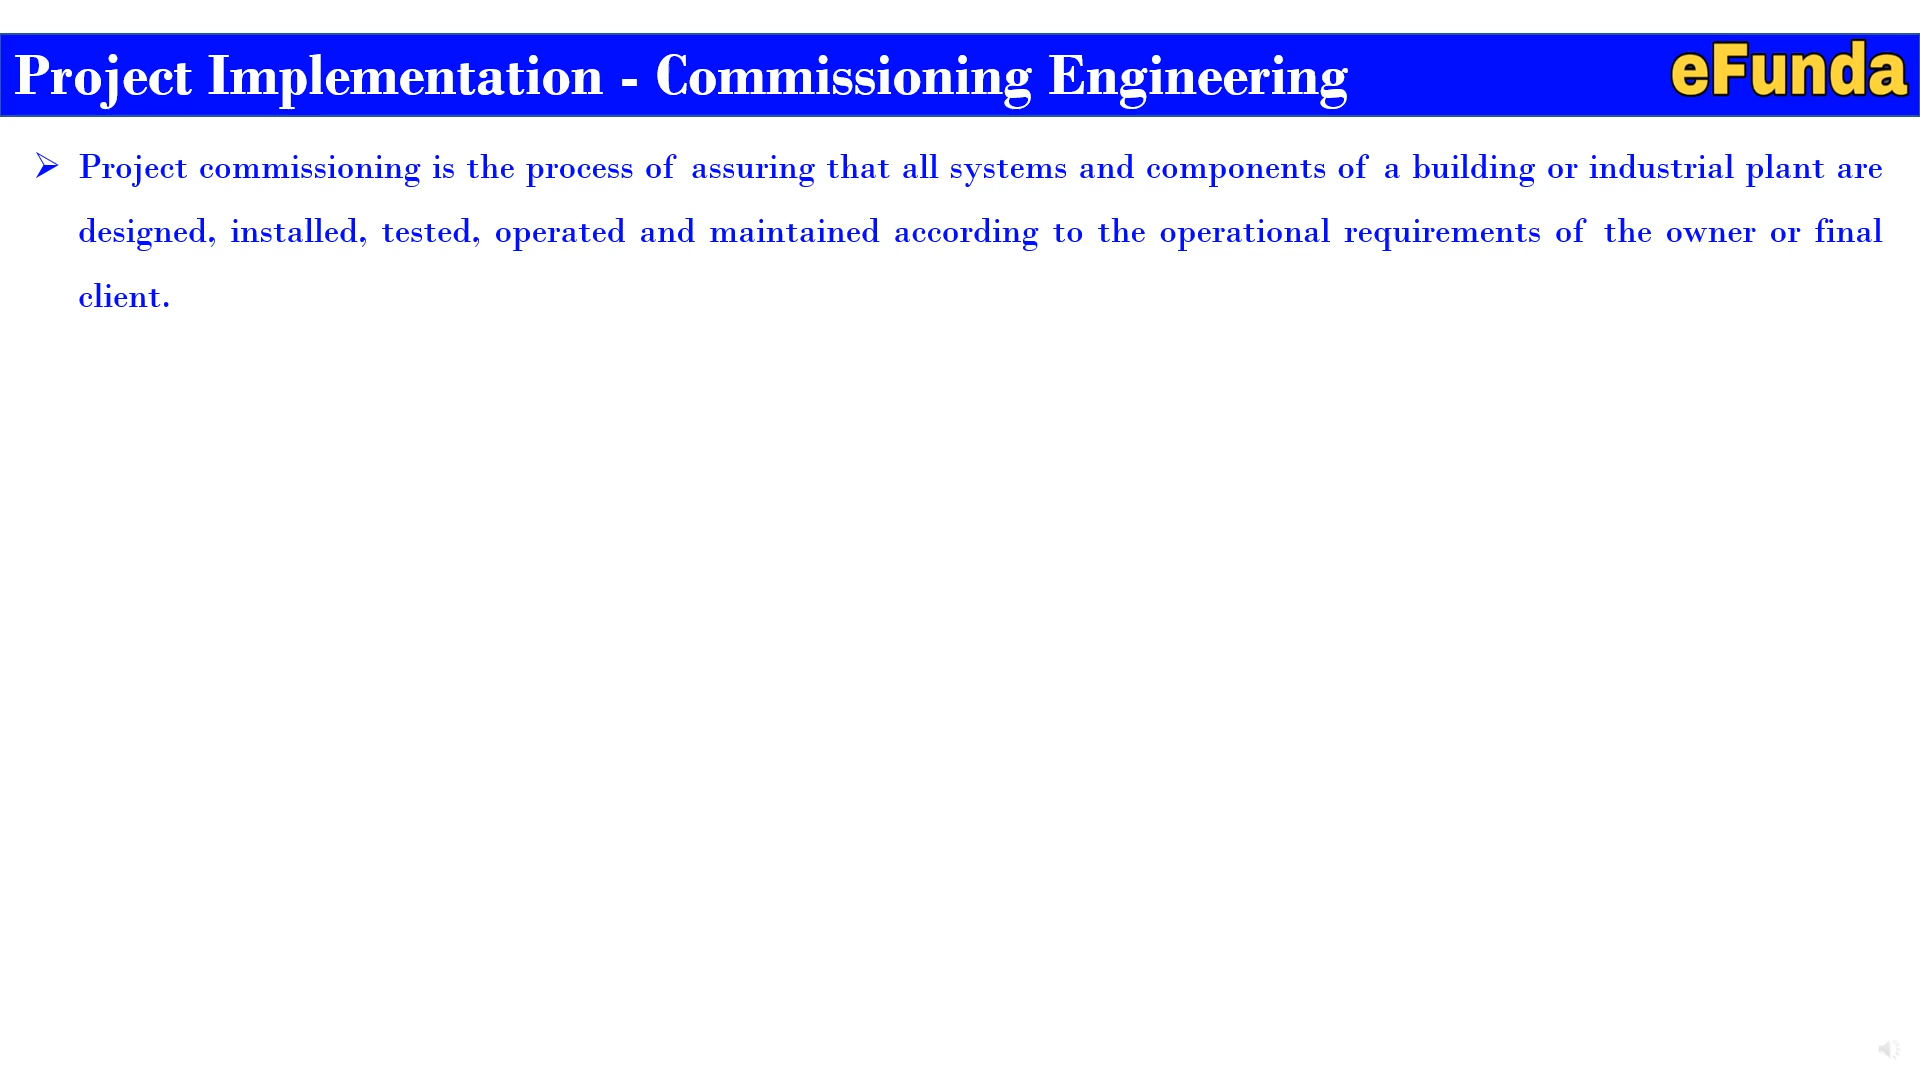 Project Implementation - Commissioning Engineering
eFunda
Project commissioning is the process of assuring that all systems and components of a building or industrial plant are
designed, installed, tested, operated and maintained according to the operational requirements of the owner or final
client.